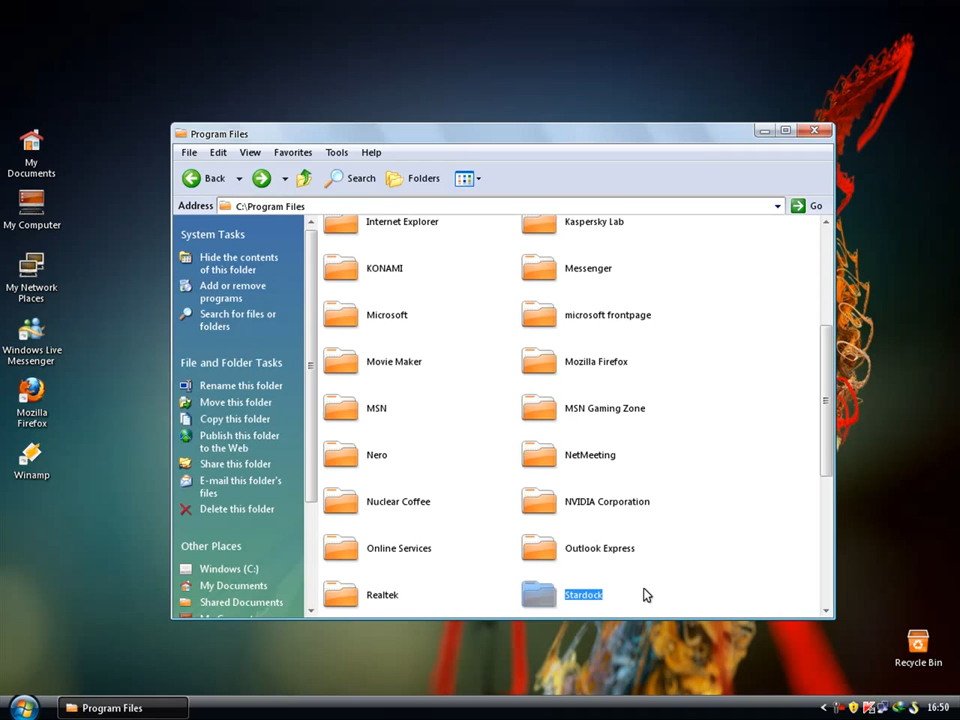 My
Documents
My Computer
My Network
Places
Windows Live
Messenger
Mozilla
Firefox
Winamp
Program Files
File Edit View Favorites Tools Help
Back Search Folders
Address C:\Program Files Go
System Tasks
Hide the contents
of this folder
Add or remove
programs
Search for files or
folders
File and Folder Tasks
Rename this folder
Move this folder
Copy this folder
Publish this folder
to the Web
Share this folder
E-mail this folder's
files
Delete this folder
Other Places
Windows (C:)
My Documents
Shared Documents
Internet Explorer Kaspersky Lab
KONAMI Messenger
Microsoft microsoft frontpage
Movie Maker Mozilla Firefox
MSN MSN Gaming Zone
Nero NetMeeting
Nuclear Coffee NVIDIA Corporation
Online Services Outlook Express
Realtek Stardock
Recycle Bin
Program Files 16:50